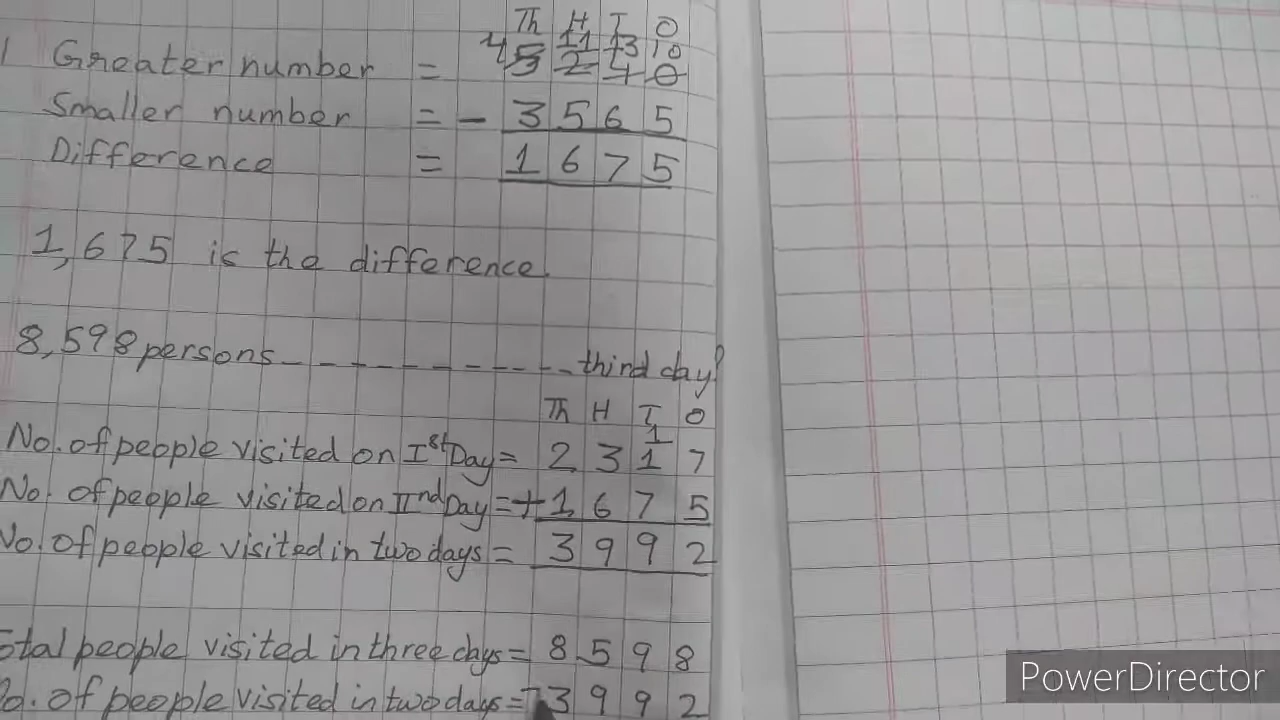 Th H T O
4 11 13 10
1 Greater number = 5 2 4 0
Smaller number = - 3 5 6 5
Difference = 1 6 7 5
1,675 is the difference.
8,598 persons - - - - - - - - - third day?
Th H T O
1
No. of people visited on Ist Day = 2 3 1 7
No. of people visited on IInd Day = + 1 6 7 5
No. of people visited in two days = 3 9 9 2
Total people visited in three days = 8 5 9 8
No. of people visited in two days = - 3 9 9 2
PowerDirector